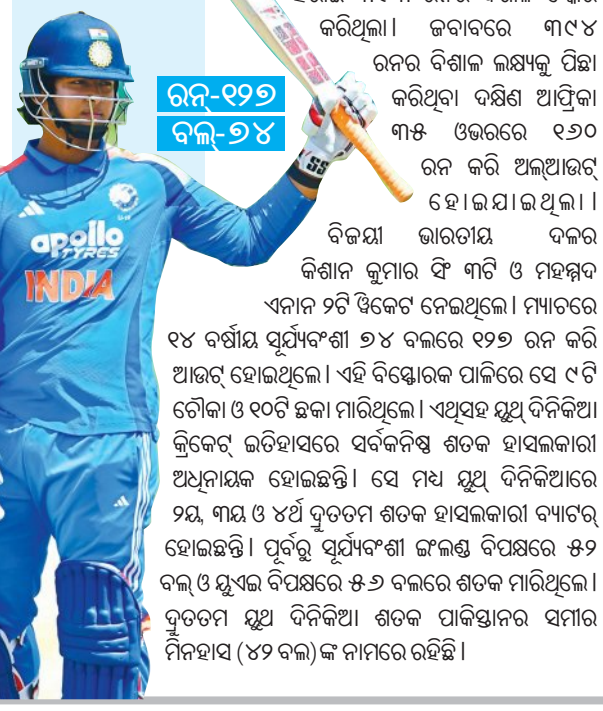 କରିଥିଲା। ଜବାବରେ ୩୯୪
ରନର ବିଶାଳ ଲକ୍ଷ୍ୟକୁ ପିଛା
କରିଥିବା ଦକ୍ଷିଣ ଆଫ୍ରିକା
୩୫ ଓଭରରେ ୧୬୦
ରନ କରି ଅଲ୍‌ଆଉଟ୍
ହୋଇଯାଇଥିଲା।
ବିଜୟୀ ଭାରତୀୟ ଦଳର
କିଶାନ କୁମାର ସିଂ ୩ଟି ଓ ମହମ୍ମଦ
ଏନାନ ୨ଟି ୱିକେଟ ନେଇଥିଲେ। ମ୍ୟାଚରେ
୧୪ ବର୍ଷୀୟ ସୂର୍ଯ୍ୟବଂଶୀ ୭୪ ବଲରେ ୧୨୭ ରନ କରି
ଆଉଟ୍ ହୋଇଥିଲେ। ଏହି ବିସ୍ଫୋରକ ପାଳିରେ ସେ ୯ଟି
ଚୌକା ଓ ୧୦ଟି ଛକା ମାରିଥିଲେ। ଏଥିସହ ୟୁଥ୍ ଦିନିକିଆ
କ୍ରିକେଟ୍ ଇତିହାସରେ ସର୍ବକନିଷ୍ଠ ଶତକ ହାସଲକାରୀ
ଅଧିନାୟକ ହୋଇଛନ୍ତି। ସେ ମଧ୍ୟ ୟୁଥ୍ ଦିନିକିଆରେ
୨ୟ, ୩ୟ ଓ ୪ର୍ଥ ଦ୍ରୁତତମ ଶତକ ହାସଲକାରୀ ବ୍ୟାଟର୍
ହୋଇଛନ୍ତି। ପୂର୍ବରୁ ସୂର୍ଯ୍ୟବଂଶୀ ଇଂଲଣ୍ଡ ବିପକ୍ଷରେ ୫୨
ବଲ୍ ଓ ୟୁଏଇ ବିପକ୍ଷରେ ୫୬ ବଲରେ ଶତକ ମାରିଥିଲେ।
ଦ୍ରୁତତମ ୟୁଥ ଦିନିକିଆ ଶତକ ପାକିସ୍ତାନର ସମୀର
ମିନହାସ (୪୨ ବଲ)ଙ୍କ ନାମରେ ରହିଛି।
ରନ୍-୧୨୭
ବଲ୍-୭୪
SS
U-19
apollo
TYRES
INDIA